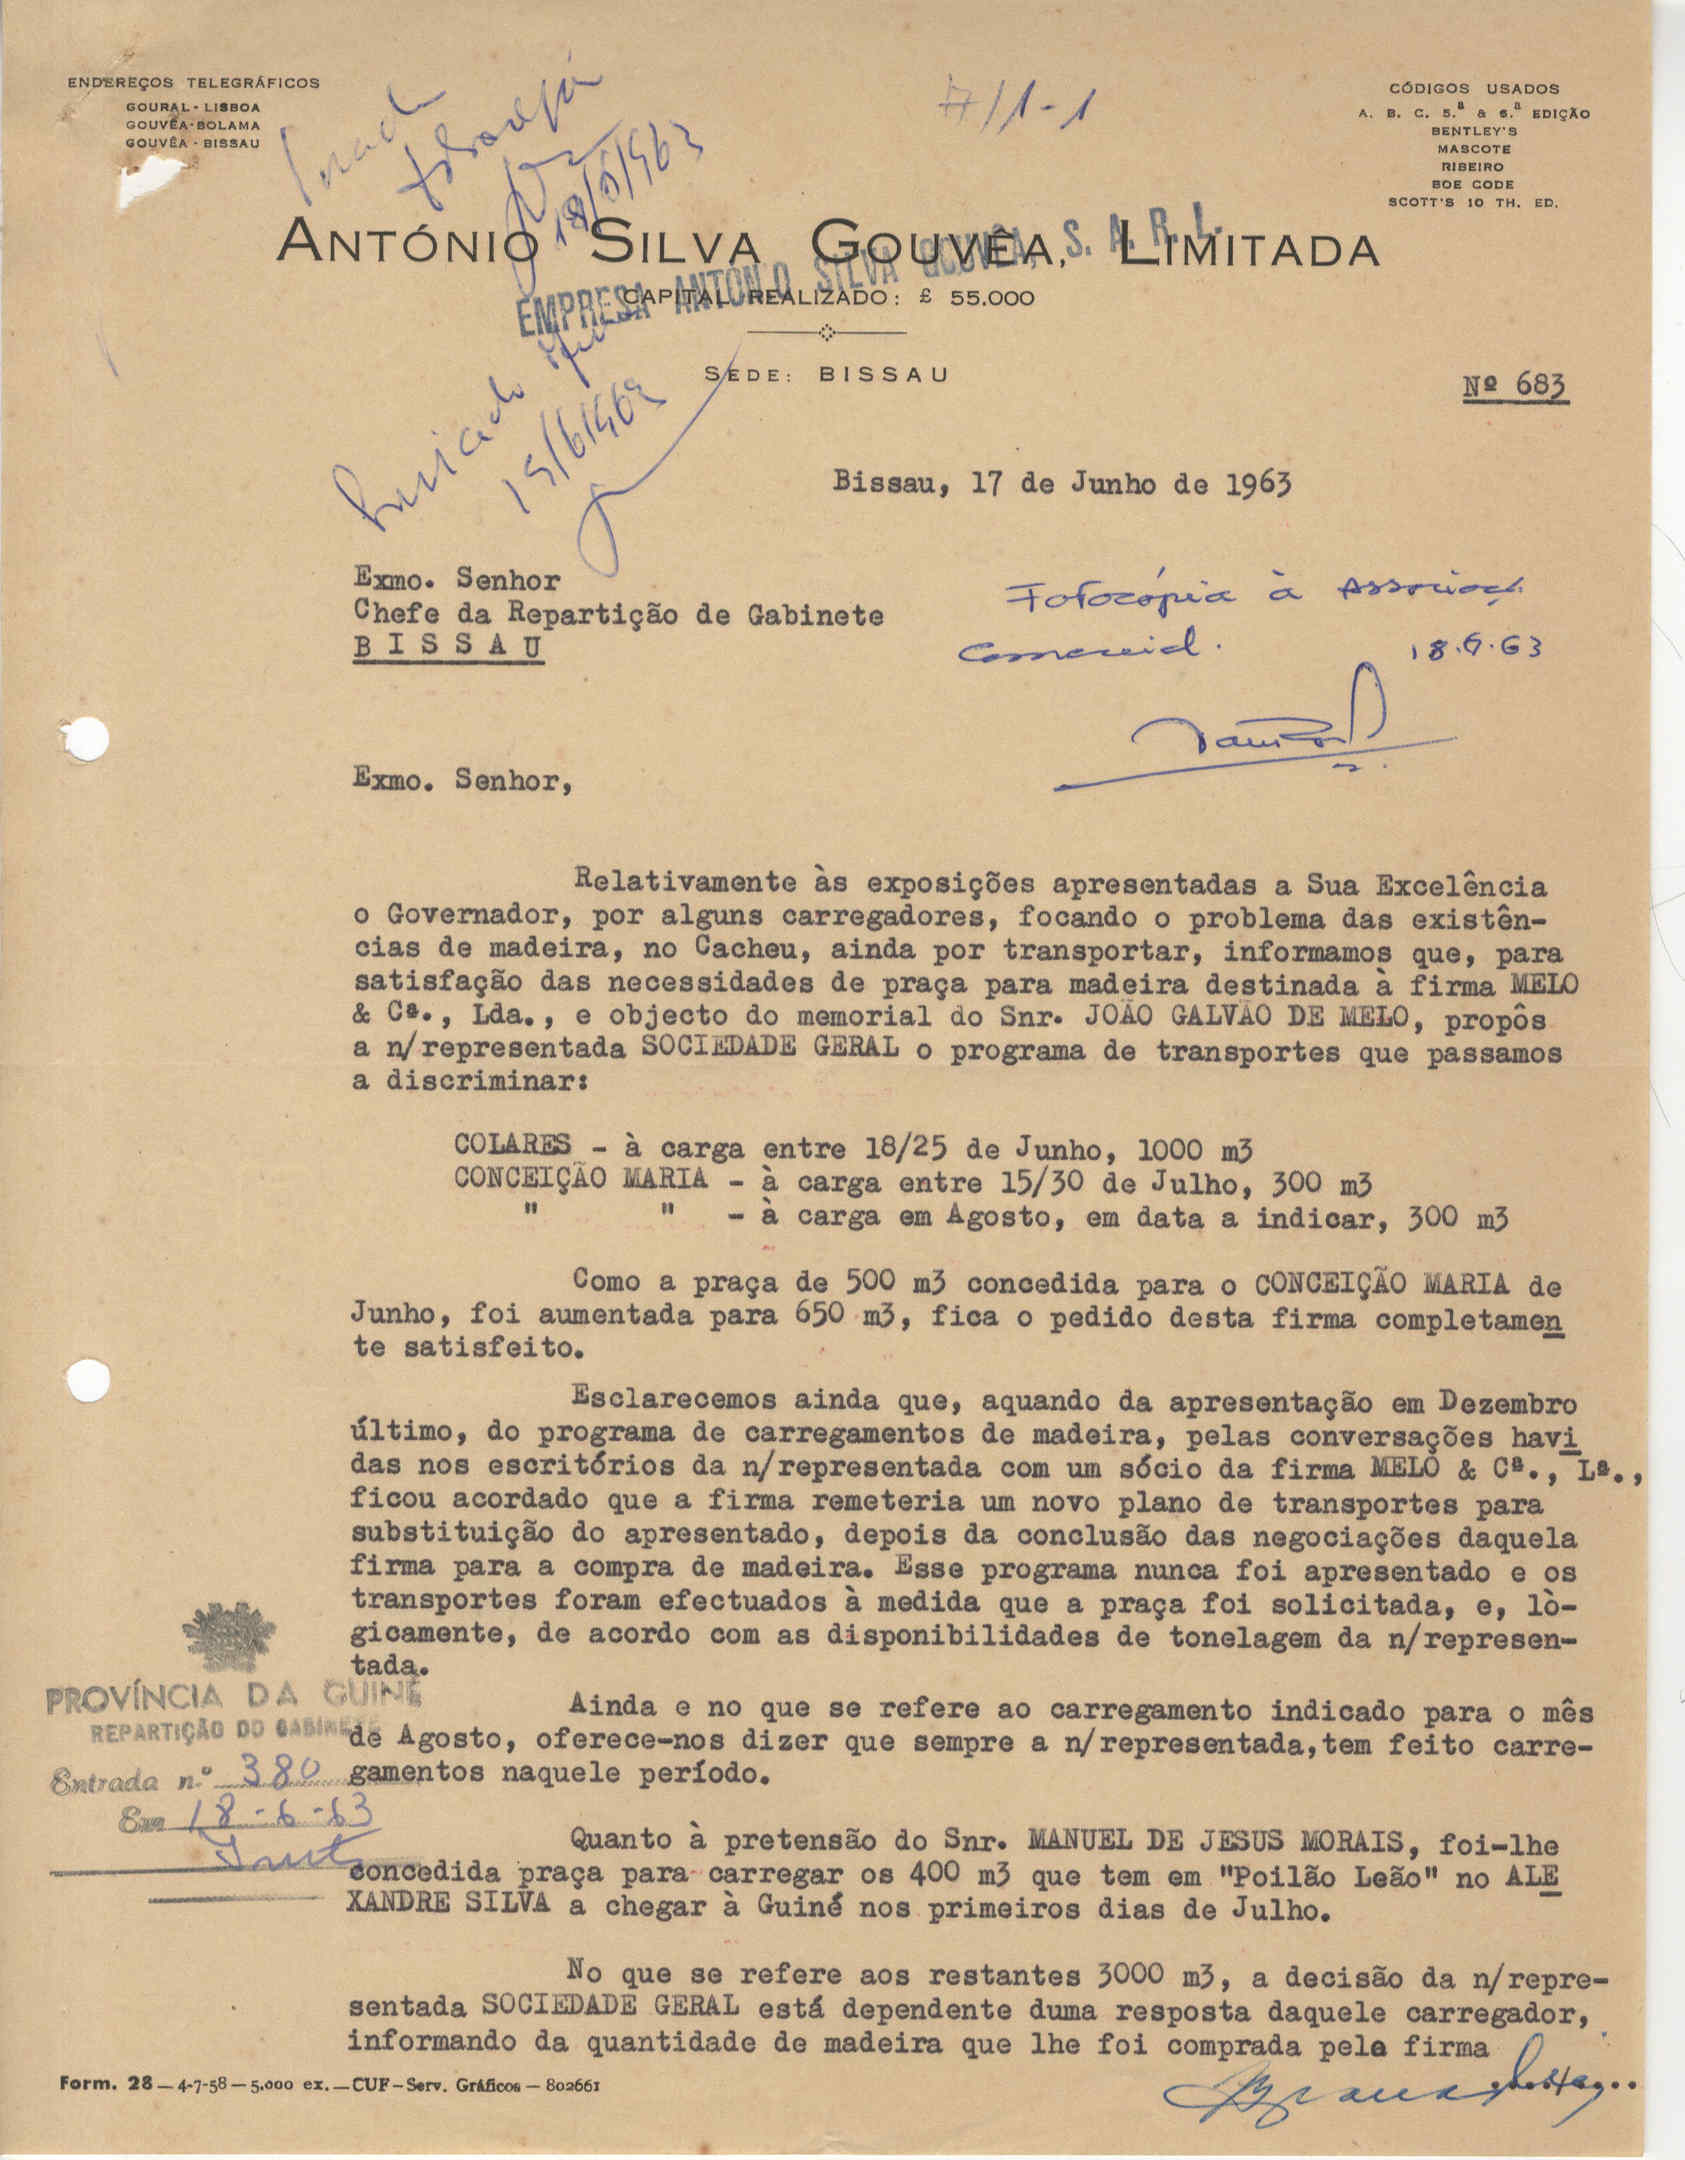 ENDEREÇOS TELEGRÁFICOS
GOURAL - LISBOA
GOUVÊA - BOLAMA
GOUVÊA - BISSAU
CÓDIGOS USADOS
A. B. C. 5.ª & 6.ª EDIÇÃO
BENTLEY'S
MASCOTE
RIBEIRO
BOE CODE
SCOTT'S 10 TH. ED.
7/1-1
18/6/963
ANTÓNIO SILVA GOUVÊA, LIMITADA
EMPRESA ANTÓNIO SILVA GOUVÊA, S. A. R. L.
CAPITAL REALIZADO: £ 55.000
SEDE: BISSAU
Nº 683
19/6/963
Bissau, 17 de Junho de 1963
Exmo. Senhor
Chefe da Repartição de Gabinete
B I S S A U
Fotocópia à
Comercial. 18.6.63
Exmo. Senhor,
Relativamente às exposições apresentadas a Sua Excelência
o Governador, por alguns carregadores, focando o problema das existên-
cias de madeira, no Cacheu, ainda por transportar, informamos que, para
satisfação das necessidades de praça para madeira destinada à firma MELO
& Cª., Lda., e objecto do memorial do Snr. JOÃO GALVÃO DE MELO, propôs
a n/representada SOCIEDADE GERAL o programa de transportes que passamos
a discriminar:
COLARES - à carga entre 18/25 de Junho, 1000 m3
CONCEIÇÃO MARIA - à carga entre 15/30 de Julho, 300 m3
" " - à carga em Agosto, em data a indicar, 300 m3
Como a praça de 500 m3 concedida para o CONCEIÇÃO MARIA de
Junho, foi aumentada para 650 m3, fica o pedido desta firma completamen
te satisfeito.
Esclarecemos ainda que, aquando da apresentação em Dezembro
último, do programa de carregamentos de madeira, pelas conversações havi
das nos escritórios da n/representada com um sócio da firma MELO & Cª., Lª.,
ficou acordado que a firma remeteria um novo plano de transportes para
substituição do apresentado, depois da conclusão das negociações daquela
firma para a compra de madeira. Esse programa nunca foi apresentado e os
transportes foram efectuados à medida que a praça foi solicitada, e, lò-
gicamente, de acordo com as disponibilidades de tonelagem da n/represen-
tada.
Ainda e no que se refere ao carregamento indicado para o mês
de Agosto, oferece-nos dizer que sempre a n/representada,tem feito carre-
gamentos naquele período.
PROVÍNCIA DA GUINÉ
REPARTIÇÃO DO GABINETE
Entrada n.º 380
Em 18-6-63
Quanto à pretensão do Snr. MANUEL DE JESUS MORAIS, foi-lhe
concedida praça para carregar os 400 m3 que tem em "Poilão Leão" no ALE
XANDRE SILVA a chegar à Guiné nos primeiros dias de Julho.
No que se refere aos restantes 3000 m3, a decisão da n/repre-
sentada SOCIEDADE GERAL está dependente duma resposta daquele carregador,
informando da quantidade de madeira que lhe foi comprada pela firma
Form. 28 — 4-7-58 — 5.000 ex. — CUF - Serv. Gráficos — 802661